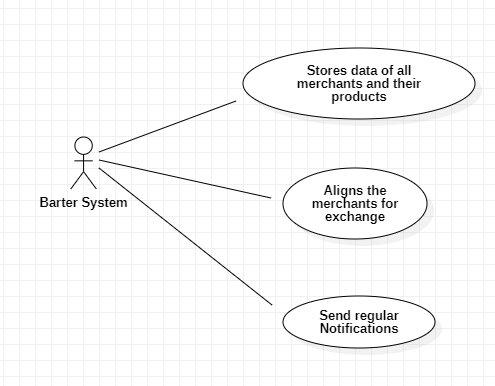 Stores data of all
merchants and their
products
Aligns the
merchants for
exchange
Barter System
Send regular
Notifications